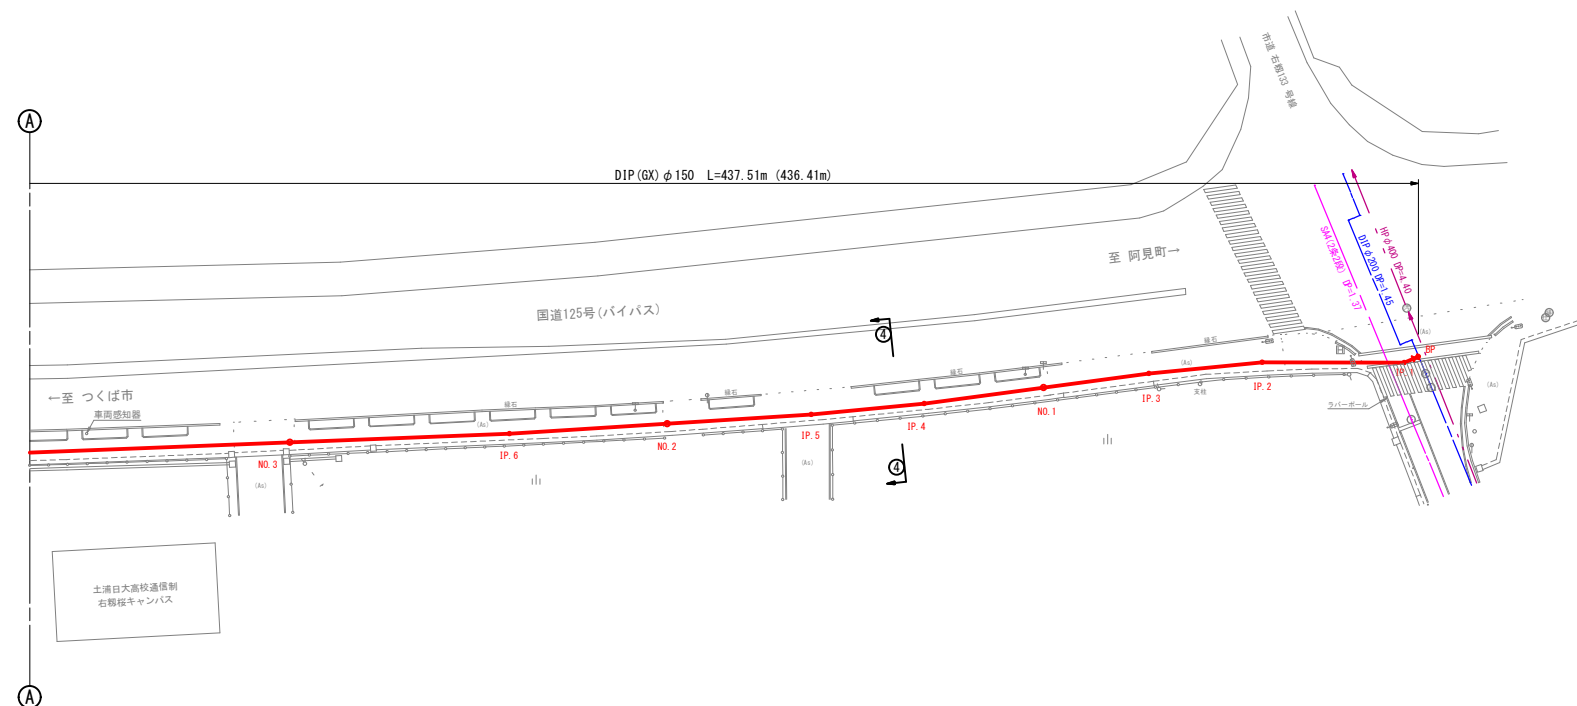 市道 右籾133 号線
A
DIP(GX)φ150 L=437.51m (436.41m)
至 阿見町→
SA4(2条2段) DP=1.37
DIPφ200 DP=1.45
HPφ400 DP=4.40
国道125号(バイパス)
4
(As)
縁石
(As)
BP
IP.1
縁石
縁石
IP.2
支柱
IP.3
(As)
←至 つくば市
車両感知器
縁石
(As)
ラバーポール
NO.1
IP.4
IP.5
NO.2
IP.6
NO.3
(As)
4
(As)
土浦日大高校通信制
右籾桜キャンパス
A